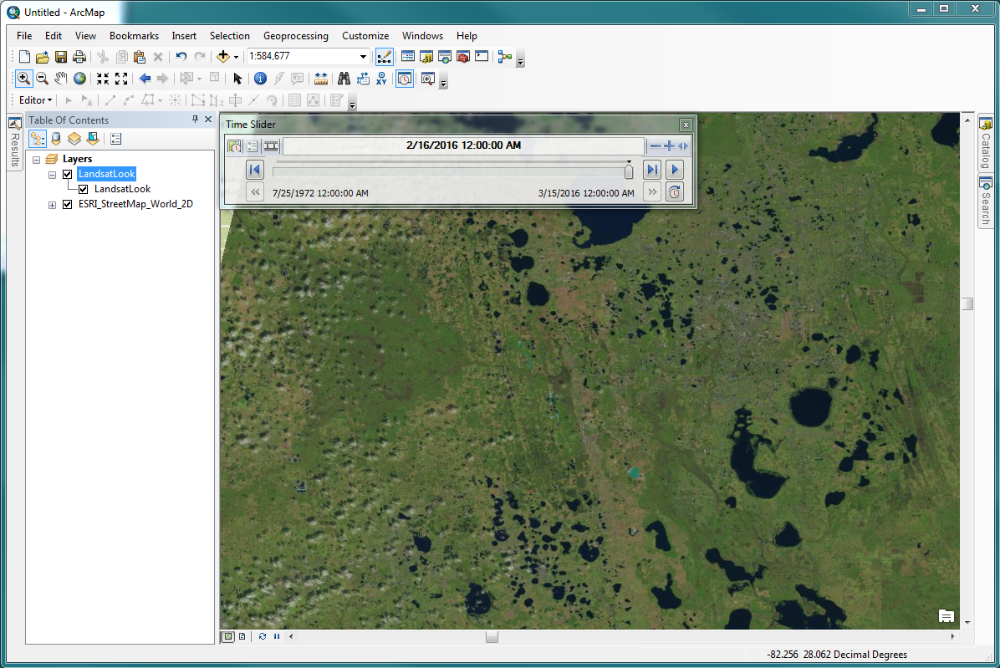 Untitled - ArcMap
File Edit View Bookmarks Insert Selection Geoprocessing Customize Windows Help
1:584,677
XY
Editor
Table Of Contents
Results
Layers
LandsatLook
LandsatLook
ESRI_StreetMap_World_2D
Time Slider
2/16/2016 12:00:00 AM
7/25/1972 12:00:00 AM 3/15/2016 12:00:00 AM
Catalog
Search
-82.256 28.062 Decimal Degrees